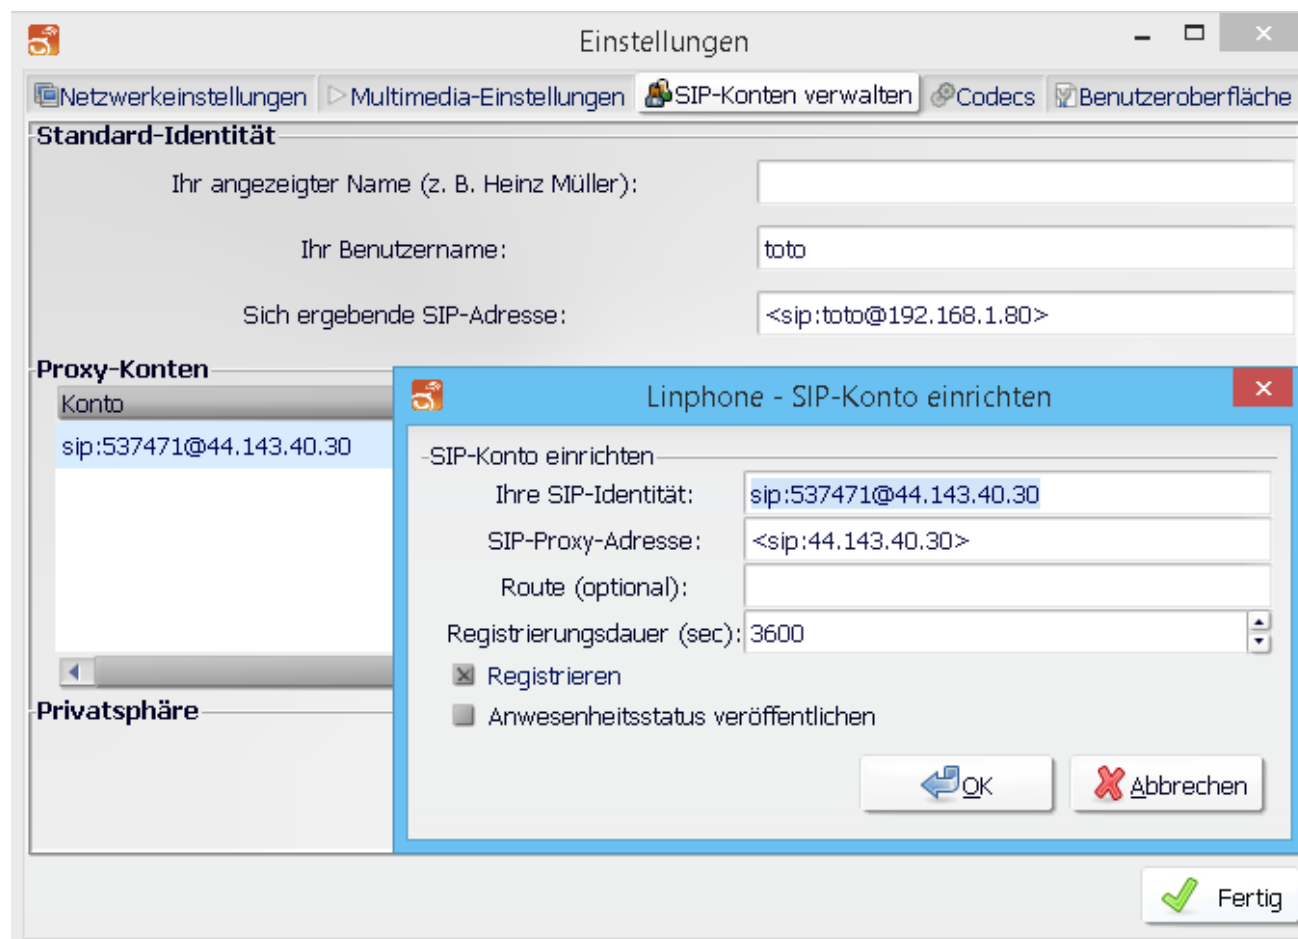 Einstellungen
Netzwerkeinstellungen Multimedia-Einstellungen SIP-Konten verwalten Codecs Benutzeroberfläche
Standard-Identität
Ihr angezeigter Name (z. B. Heinz Müller):
Ihr Benutzername: toto
Sich ergebende SIP-Adresse: <sip:toto@192.168.1.80>
Proxy-Konten
Konto
sip:537471@44.143.40.30
Linphone - SIP-Konto einrichten
SIP-Konto einrichten
Ihre SIP-Identität: sip:537471@44.143.40.30
SIP-Proxy-Adresse: <sip:44.143.40.30>
Route (optional):
Registrierungsdauer (sec): 3600
Registrieren
Anwesenheitsstatus veröffentlichen
OK Abbrechen
Privatsphäre
Fertig